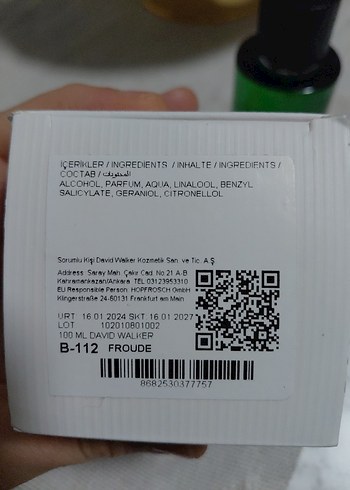 İÇERİKLER / INGREDIENTS / INHALTE / INGREDIENTS /
COCTAB / المحتويات
ALCOHOL, PARFUM, AQUA, LINALOOL, BENZYL
SALICYLATE, GERANIOL, CITRONELLOL
Sorumlu Kişi David Walker Kozmetik San. ve Tic. A.Ş
Address: Saray Mah. Çakır Cad. No:21 A-B
Kahramankazan/Ankara TEL 03123953310
EU Responsible Person: HOPFROSCH GmbH
Klingerstraße 24-60131 Frankfurt am Main
URT: 16.01.2024 SKT: 16.01.2027
LOT 102010801002
100 ML DAVID WALKER
B-112 FROUDE
8682530377757